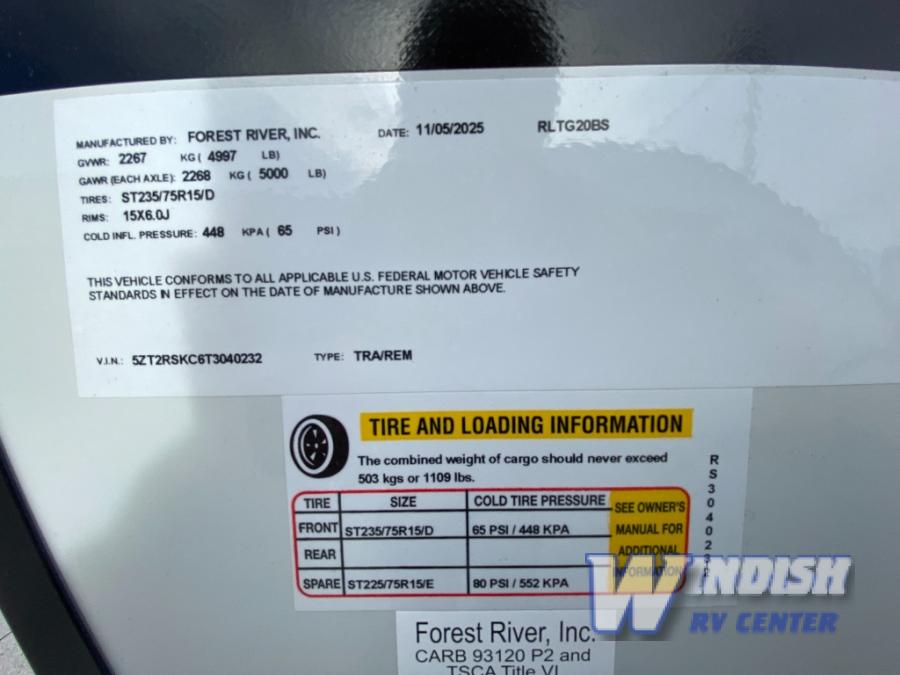 MANUFACTURED BY: FOREST RIVER, INC. DATE: 11/05/2025 RLTG20BS
GVWR: 2267 KG( 4997 LB)
GAWR (EACH AXLE): 2268 KG ( 5000 LB)
TIRES: ST235/75R15/D
RIMS: 15X6.0J
COLD INFL. PRESSURE: 448 KPA( 65 PSI )
THIS VEHICLE CONFORMS TO ALL APPLICABLE U.S. FEDERAL MOTOR VEHICLE SAFETY
STANDARDS IN EFFECT ON THE DATE OF MANUFACTURE SHOWN ABOVE.
V.I.N.: 5ZT2RSKC6T3040232 TYPE: TRA/REM
TIRE AND LOADING INFORMATION
The combined weight of cargo should never exceed
503 kgs or 1109 lbs.
TIRE SIZE COLD TIRE PRESSURE
FRONT ST235/75R15/D 65 PSI / 448 KPA
REAR
SPARE ST225/75R15/E 80 PSI / 552 KPA
SEE OWNER'S
MANUAL FOR
ADDITIONAL
INFORMATION
RS3040232
WINDISH
RV CENTER
Forest River, Inc.
CARB 93120 P2 and
TSCA Title VI